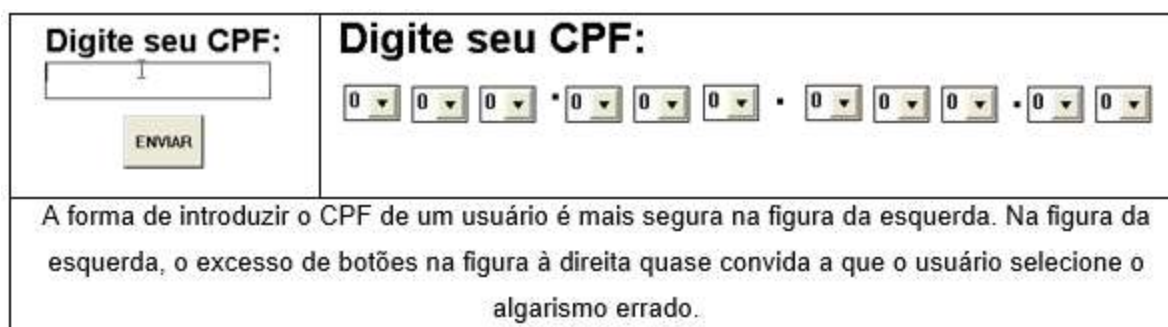 Digite seu CPF:
ENVIAR
Digite seu CPF:
0 0 0 . 0 0 0 . 0 0 0 . 0 0
A forma de introduzir o CPF de um usuário é mais segura na figura da
esquerda. Na figura da esquerda, o excesso de botões na figura à direita quase convida a que o usuário selecione o
algarismo errado.